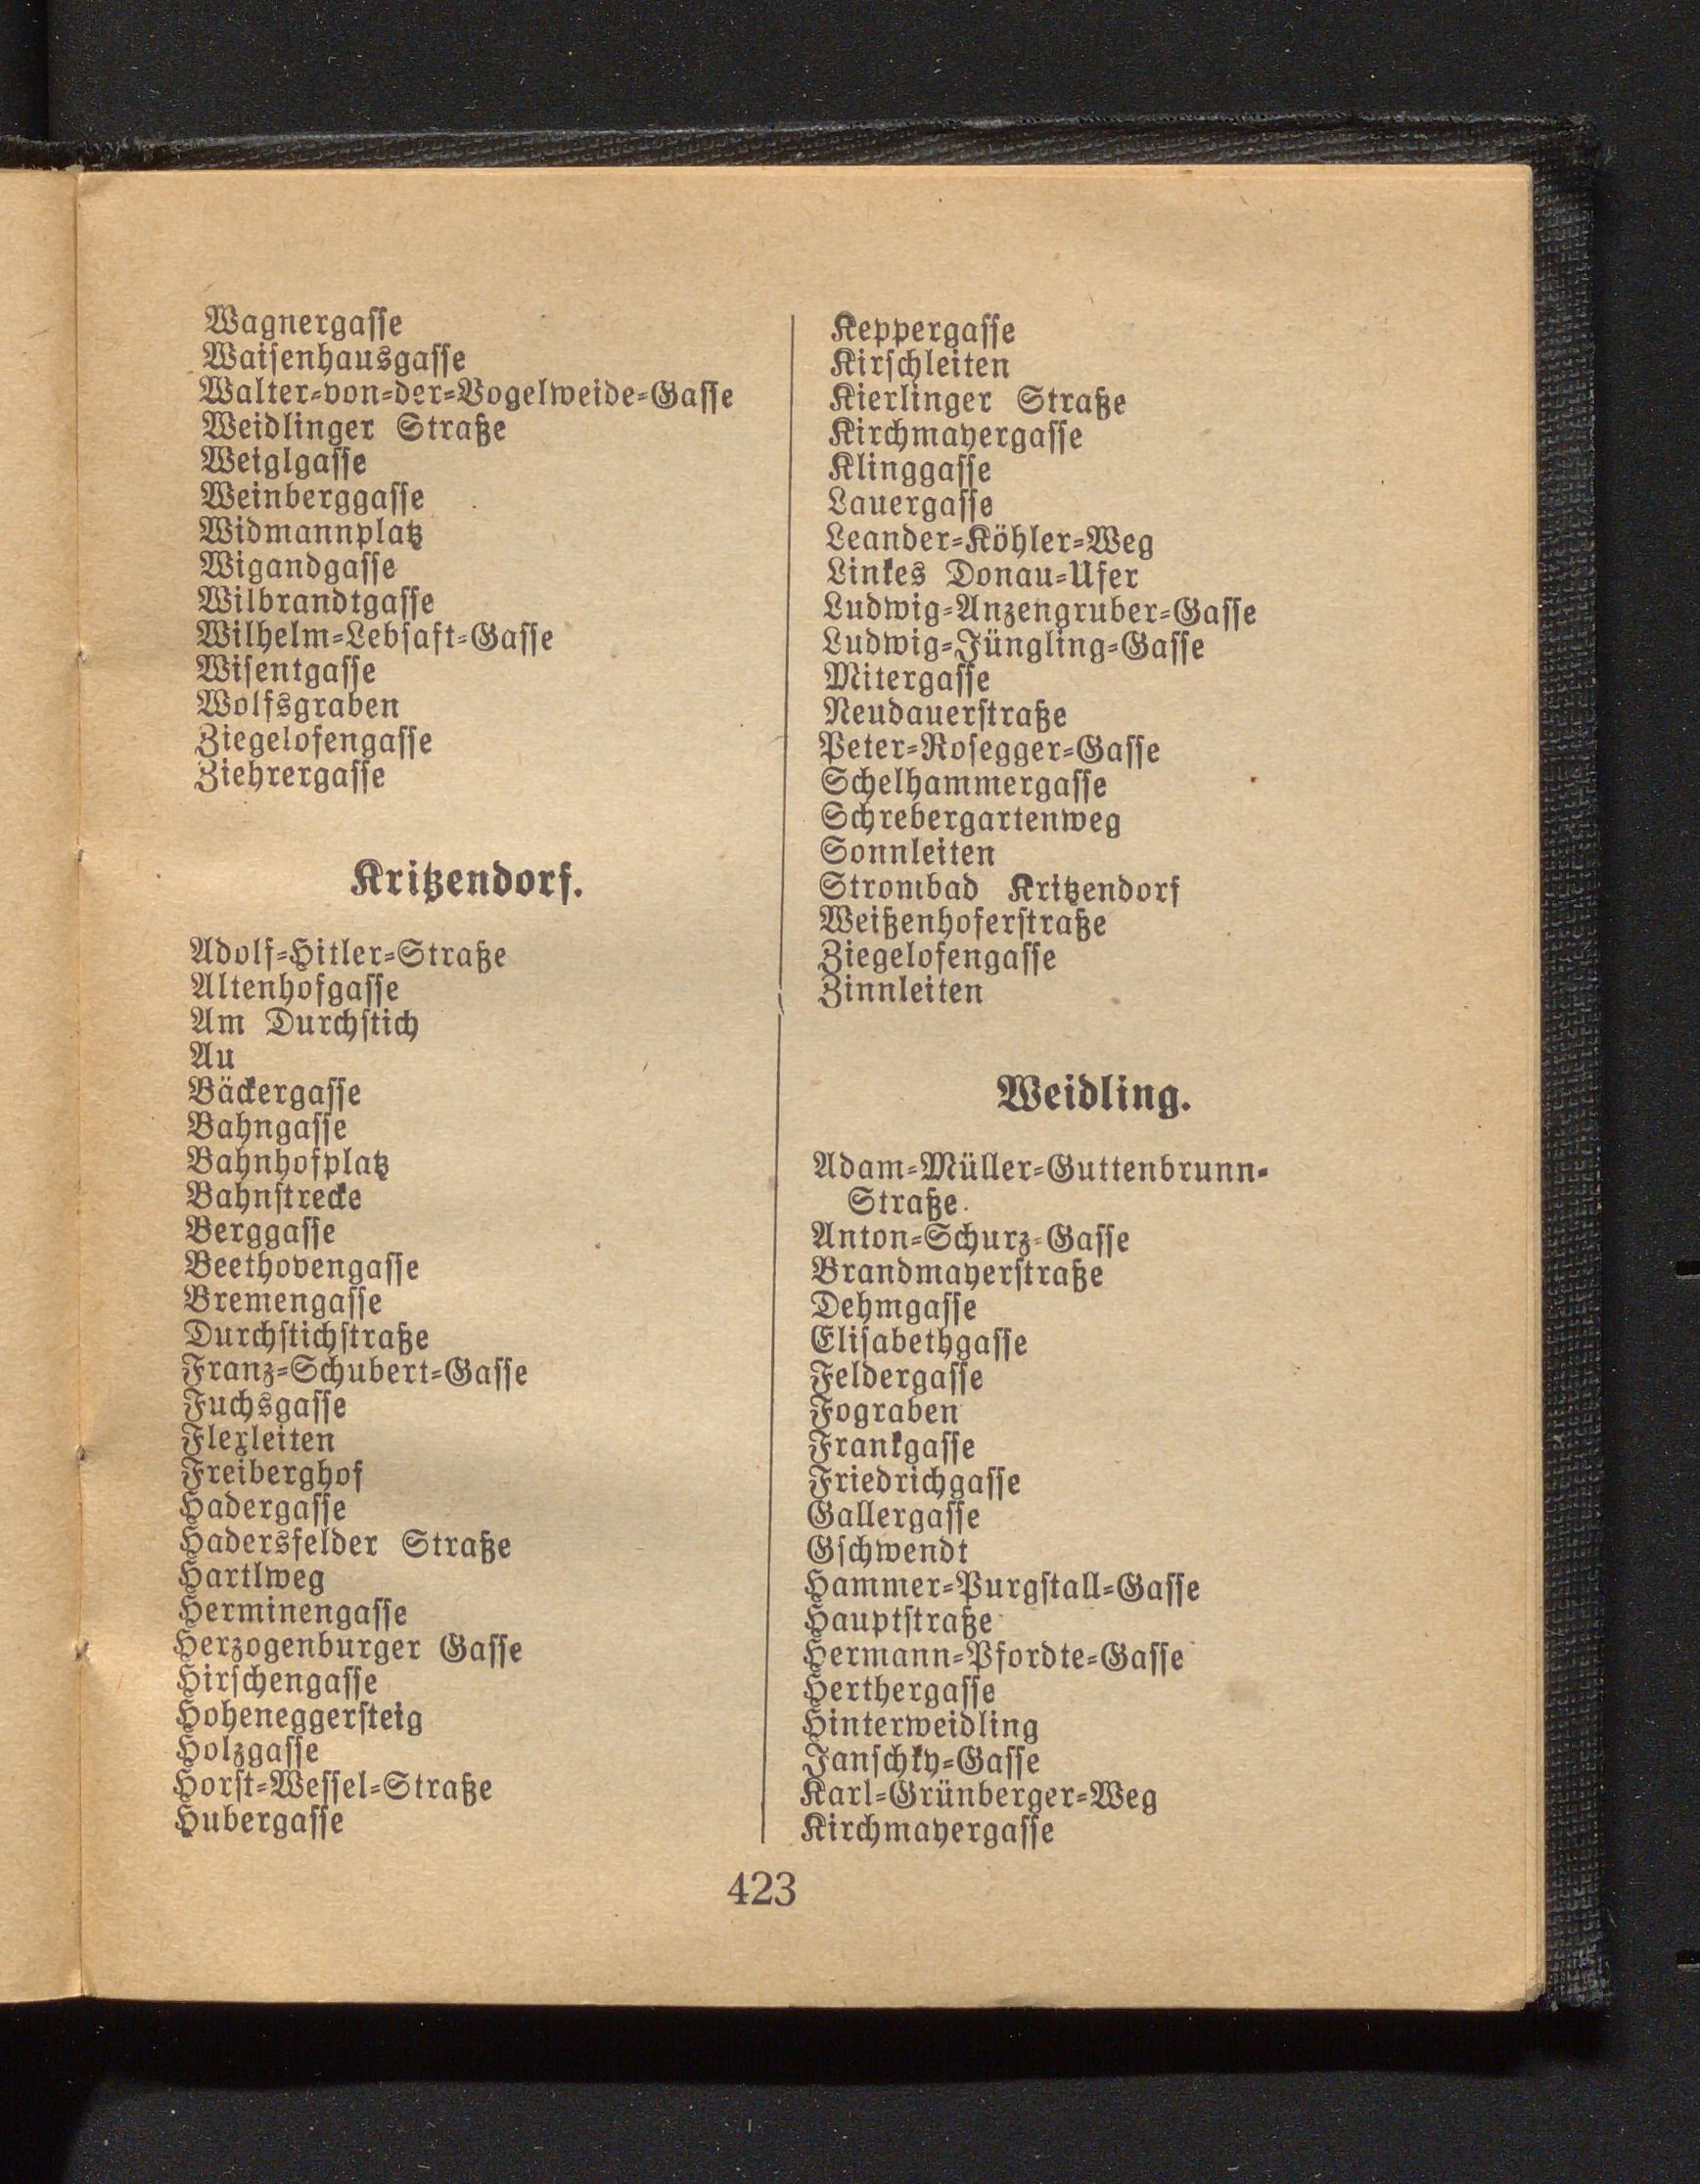 Wagnergasse
Waisenhausgasse
Walter-von-der-Vogelweide-Gasse
Weidlinger Straße
Weiglgasse
Weinberggasse
Widmannplatz
Wigandgasse
Wilbrandtgasse
Wilhelm-Lebsaft-Gasse
Wisentgasse
Wolfsgraben
Ziegelofengasse
Ziehrergasse
Kritzendorf.
Adolf-Hitler-Straße
Altenhofgasse
Am Durchstich
Au
Bäckergasse
Bahngasse
Bahnhofplatz
Bahnstrecke
Berggasse
Beethovengasse
Bremengasse
Durchstichstraße
Franz-Schubert-Gasse
Fuchsgasse
Flexleiten
Freiberghof
Hadergasse
Hadersfelder Straße
Hartlweg
Herminengasse
Herzogenburger Gasse
Hirschengasse
Hoheneggersteig
Holzgasse
Horst-Wessel-Straße
Hubergasse
Keppergasse
Kirschleiten
Kierlinger Straße
Kirchmayergasse
Klinggasse
Lauergasse
Leander-Köhler-Weg
Linkes Donau-Ufer
Ludwig-Anzengruber-Gasse
Ludwig-Jüngling-Gasse
Mitergasse
Neudauerstraße
Peter-Rosegger-Gasse
Schelhammergasse
Schrebergartenweg
Sonnleiten
Strombad Kritzendorf
Weißenhoferstraße
Ziegelofengasse
Zinnleiten
Weidling.
Adam-Müller-Guttenbrunn-
Straße
Anton-Schurz-Gasse
Brandmayerstraße
Dehmgasse
Elisabethgasse
Feldergasse
Fograben
Frankgasse
Friedrichgasse
Gallergasse
Gschwendt
Hammer-Purgstall-Gasse
Hauptstraße
Hermann-Pfordte-Gasse
Herthergasse
Hinterweidling
Janschky-Gasse
Karl-Grünberger-Weg
Kirchmayergasse
423